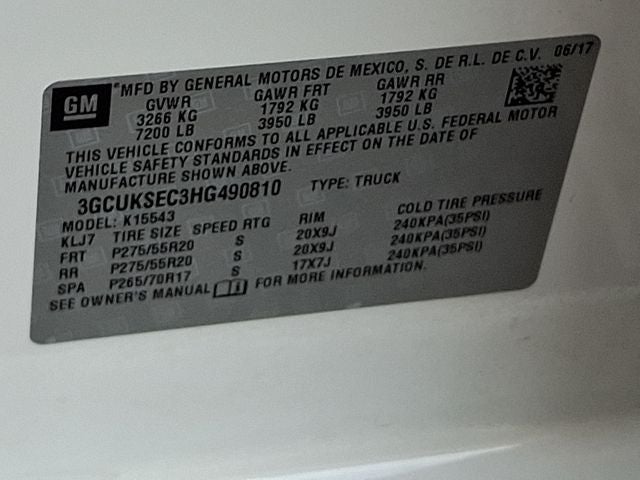 GM
MFD BY GENERAL MOTORS DE MEXICO, S. DE R.L. DE C.V. 06/17
GVWR GAWR FRT GAWR RR
3266 KG 1792 KG 1792 KG
7200 LB 3950 LB 3950 LB
THIS VEHICLE CONFORMS TO ALL APPLICABLE U.S. FEDERAL MOTOR
VEHICLE SAFETY STANDARDS IN EFFECT ON THE DATE OF
MANUFACTURE SHOWN ABOVE.
3GCUKSEC3HG490810 TYPE: TRUCK
MODEL: K15543
KLJ7 TIRE SIZE SPEED RTG RIM COLD TIRE PRESSURE
FRT P275/55R20 S 20X9J 240KPA(35PSI)
RR P275/55R20 S 20X9J 240KPA(35PSI)
SPA P265/70R17 S 17X7J 240KPA(35PSI)
SEE OWNER'S MANUAL FOR MORE INFORMATION.